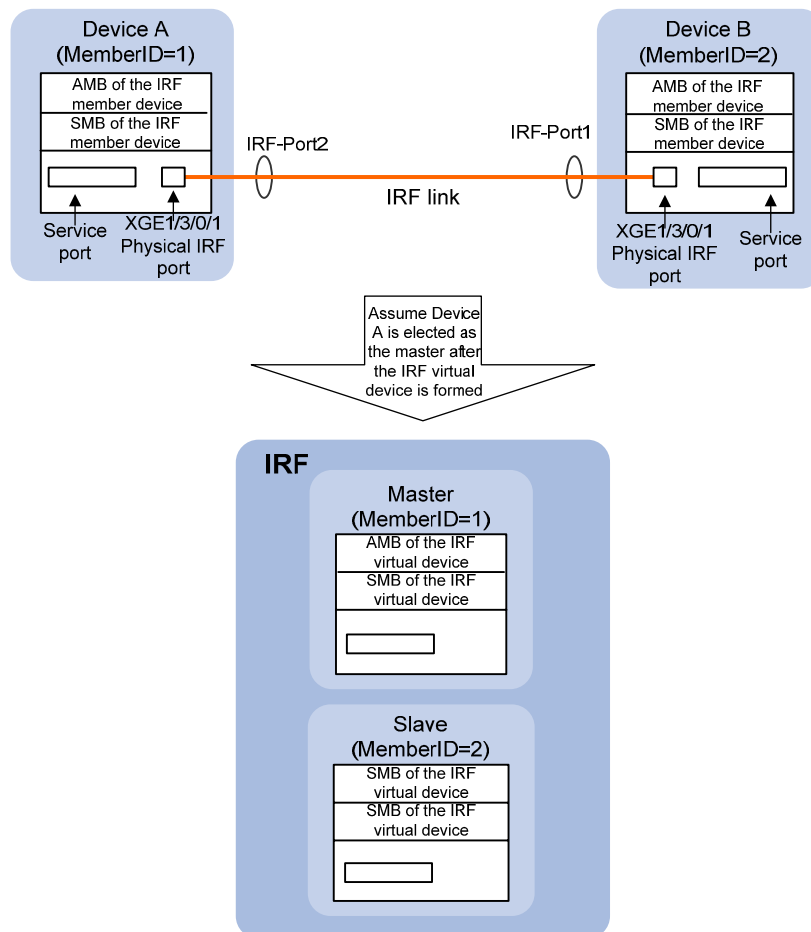 Device A
(MemberID=1)
AMB of the IRF
member device
SMB of the IRF
member device
Service
port
XGE1/3/0/1
Physical IRF
port
IRF-Port2
IRF link
IRF-Port1
Device B
(MemberID=2)
AMB of the IRF
member device
SMB of the IRF
member device
XGE1/3/0/1
Physical IRF
port
Service
port
Assume Device
A is elected as
the master after
the IRF virtual
device is formed
IRF
Master
(MemberID=1)
AMB of the IRF
virtual device
SMB of the IRF
virtual device
Slave
(MemberID=2)
SMB of the IRF
virtual device
SMB of the IRF
virtual device